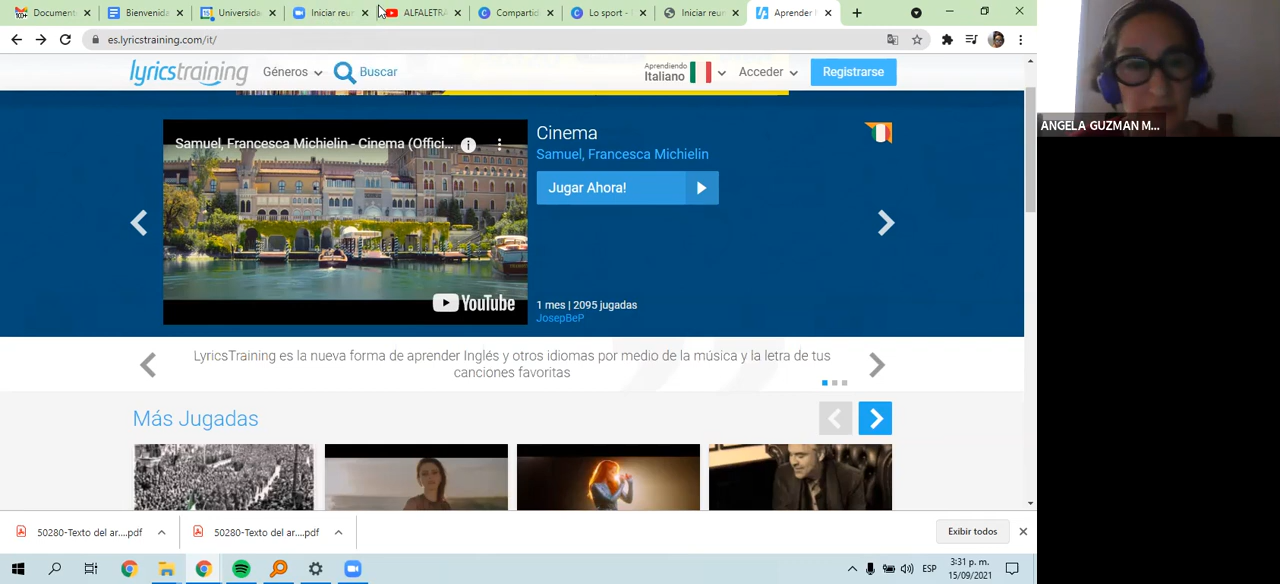 Document
Bienvenida
Universida
Iniciar reu
ALFALETRA
Compartid
Lo sport -
Iniciar reu
Aprender
es.lyricstraining.com/it/
lyricstraining
Géneros
Buscar
Aprendiendo
Italiano
Acceder
Registrarse
ANGELA GUZMAN M...
Samuel, Francesca Michielin - Cinema (Offici...
YouTube
Cinema
Samuel, Francesca Michielin
Jugar Ahora!
1 mes | 2095 jugadas
JosepBeP
LyricsTraining es la nueva forma de aprender Inglés y otros idiomas por medio de la música y la letra de tus
canciones favoritas
Más Jugadas
50280-Texto del ar....pdf
50280-Texto del ar....pdf
Exibir todos
ESP
3:31 p. m.
15/09/2021